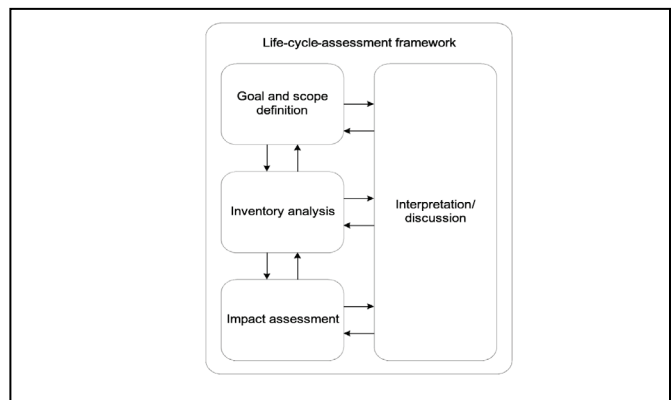 Life-cycle-assessment framework
Goal and scope
definition
Inventory analysis
Impact assessment
Interpretation/
discussion